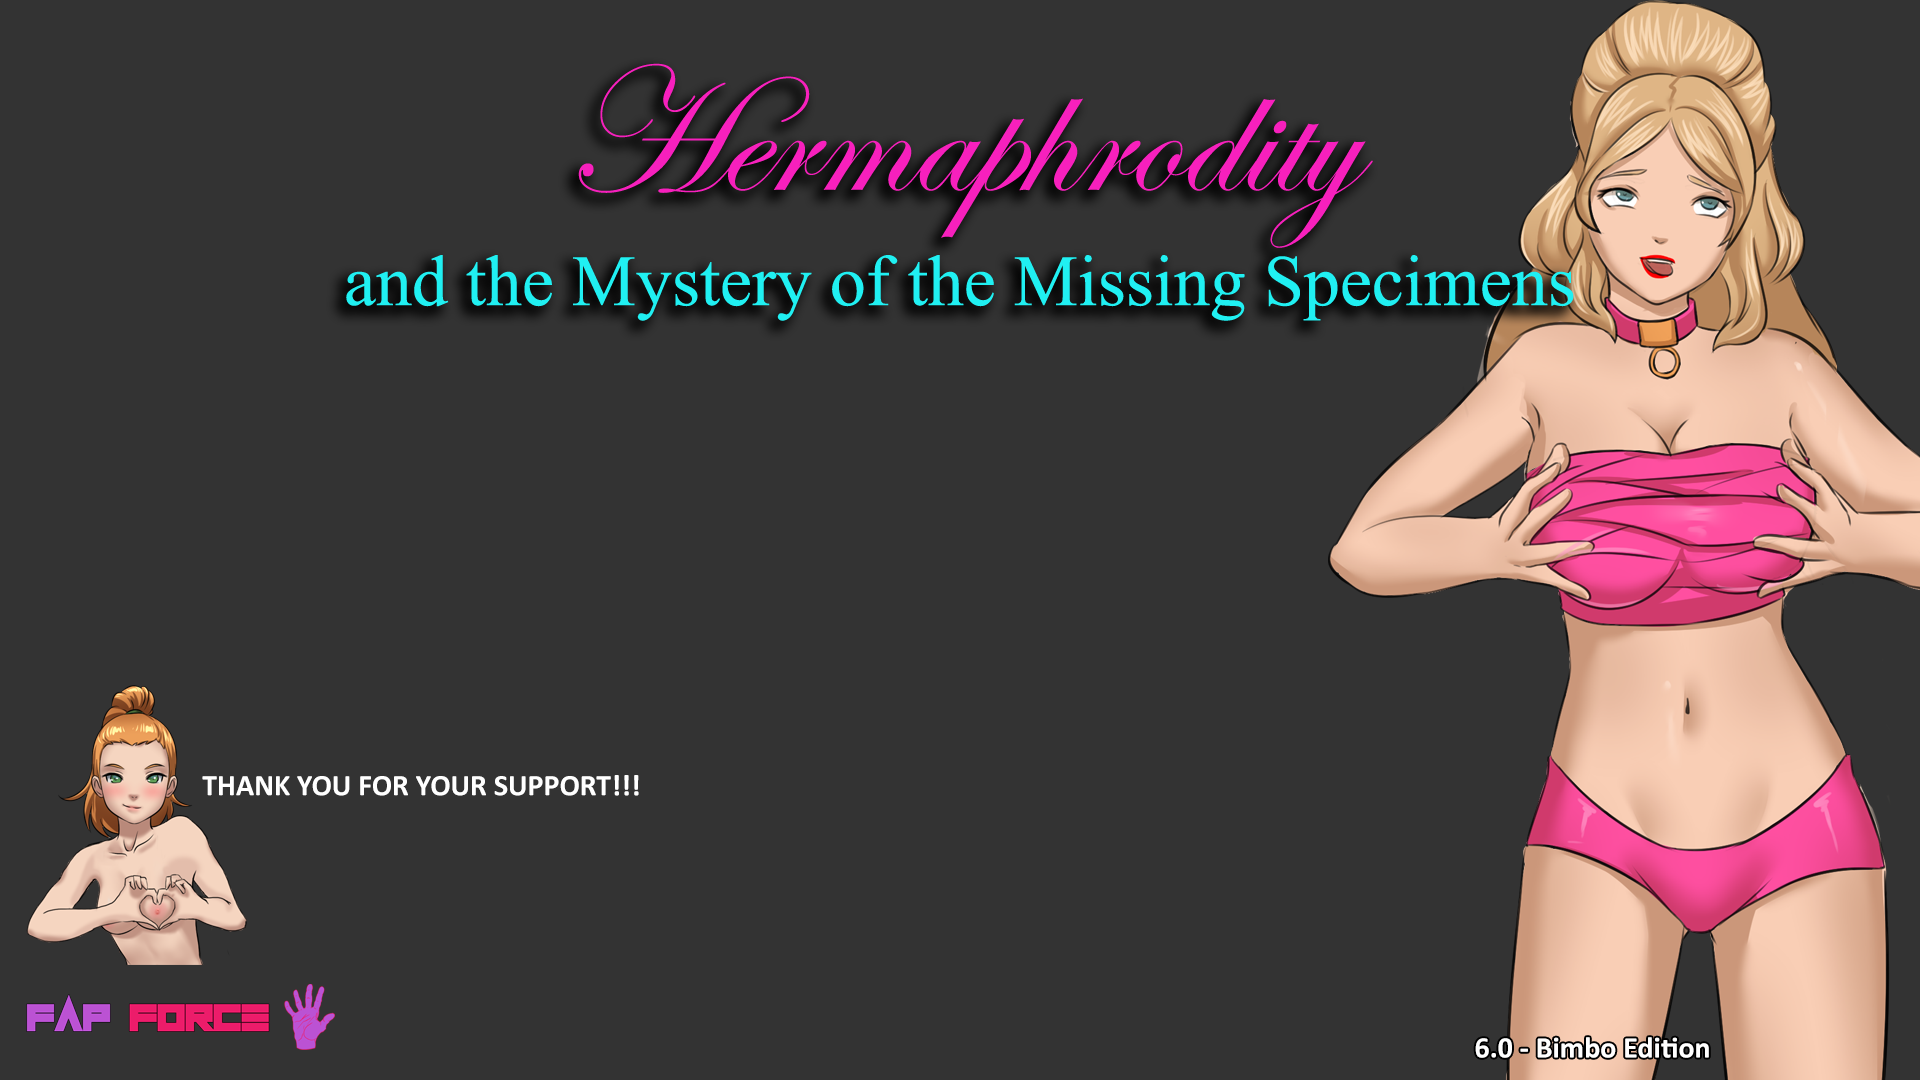 Hermaphrodity
and the Mystery of the Missing Specimens
THANK YOU FOR YOUR SUPPORT!!!
FAP FORCE
6.0 - Bimbo Edition